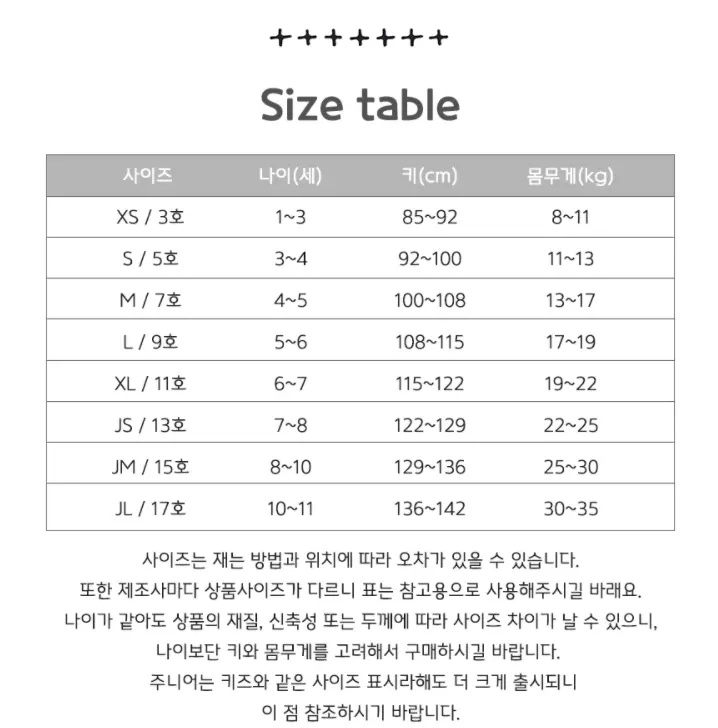 Size table
사이즈 나이(세) 키(cm) 몸무게(kg)
XS / 3호 1~3 85~92 8~11
S / 5호 3~4 92~100 11~13
M / 7호 4~5 100~108 13~17
L / 9호 5~6 108~115 17~19
XL / 11호 6~7 115~122 19~22
JS / 13호 7~8 122~129 22~25
JM / 15호 8~10 129~136 25~30
JL / 17호 10~11 136~142 30~35
사이즈는 재는 방법과 위치에 따라 오차가 있을 수 있습니다.
또한 제조사마다 상품사이즈가 다르니 표는 참고용으로 사용해주시길 바래요.
나이가 같아도 상품의 재질, 신축성 또는 두께에 따라 사이즈 차이가 날 수 있으니,
나이보단 키와 몸무게를 고려해서 구매하시길 바랍니다.
주니어는 키즈와 같은 사이즈 표시라해도 더 크게 출시되니
이 점 참조하시기 바랍니다.